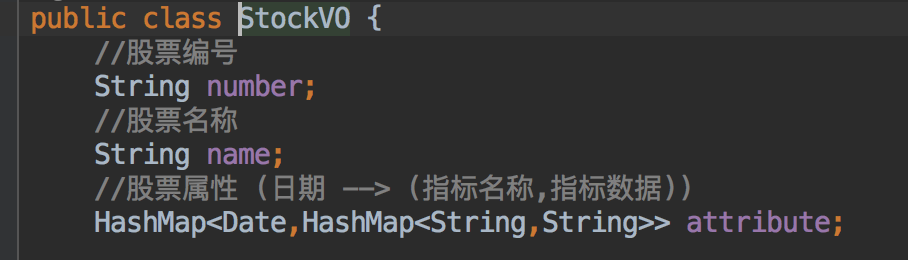 public class StockVO {
//股票编号
String number;
//股票名称
String name;
//股票属性 (日期 --> (指标名称,指标数据))
HashMap<Date,HashMap<String,String>> attribute;